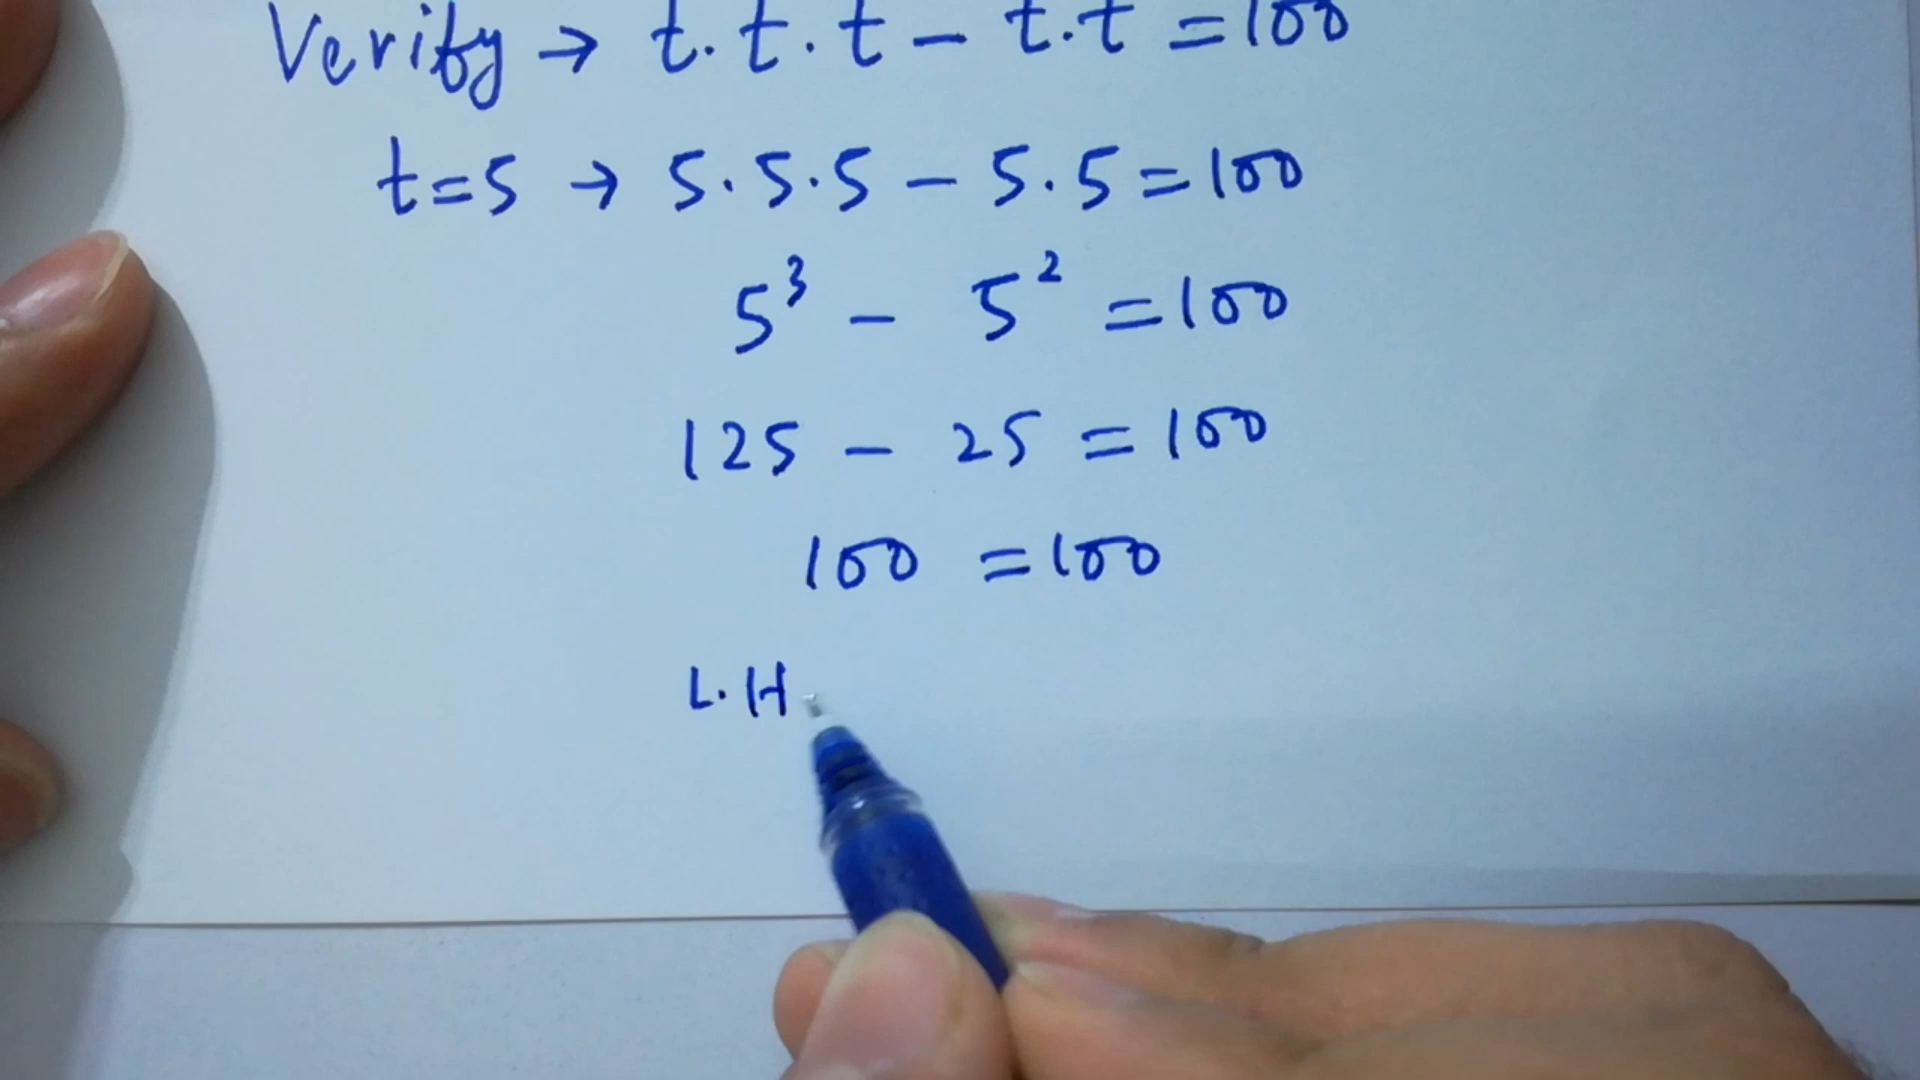 Verify → t.t.t - t.t = 100
t=5 → 5.5.5 - 5.5 = 100
5³ - 5² = 100
125 - 25 = 100
100 = 100
L.H